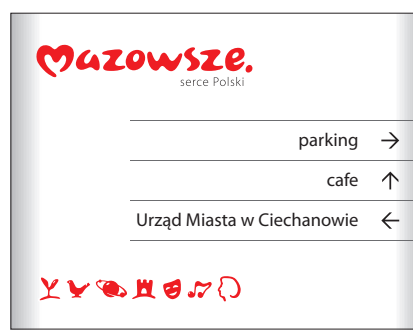 mazowsze.
serce Polski
parking →
cafe ↑
Urząd Miasta w Ciechanowie ←